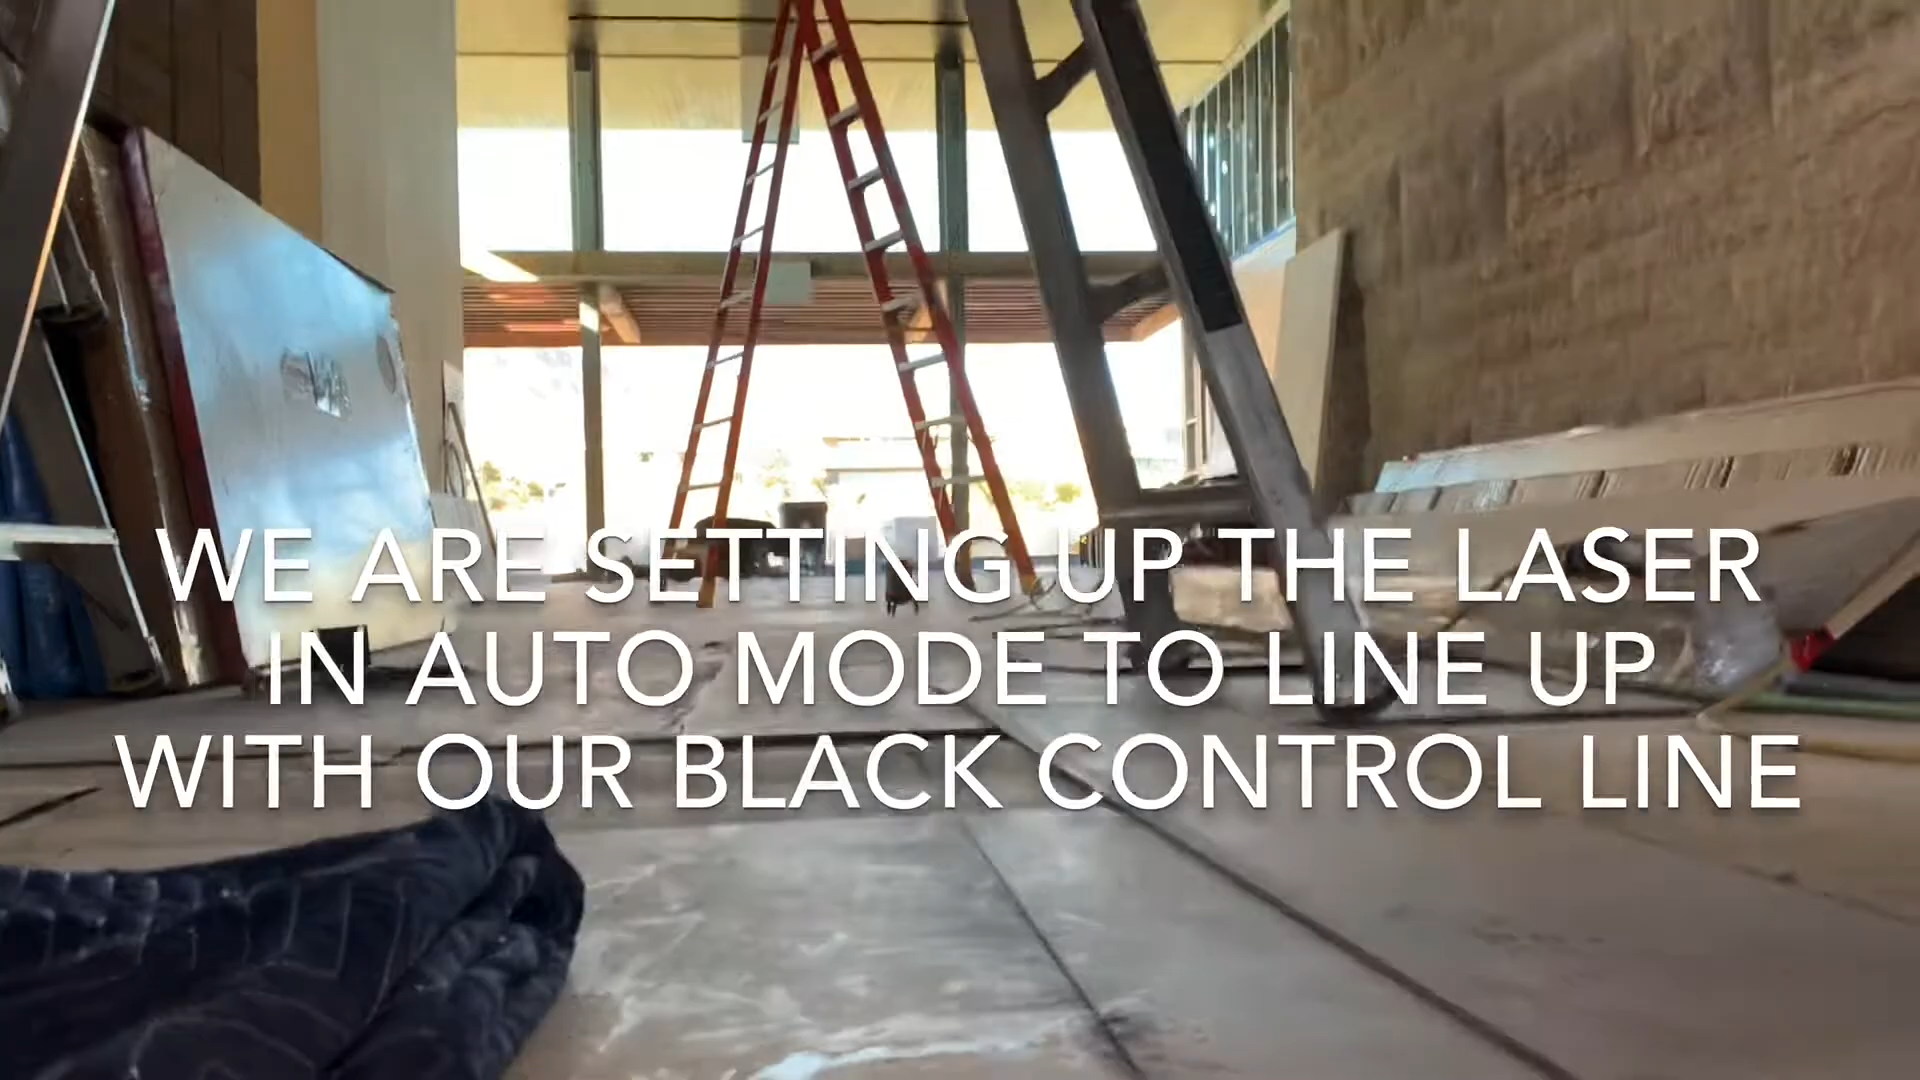 WE ARE SETTING UP THE LASER
IN AUTO MODE TO LINE UP
WITH OUR BLACK CONTROL LINE